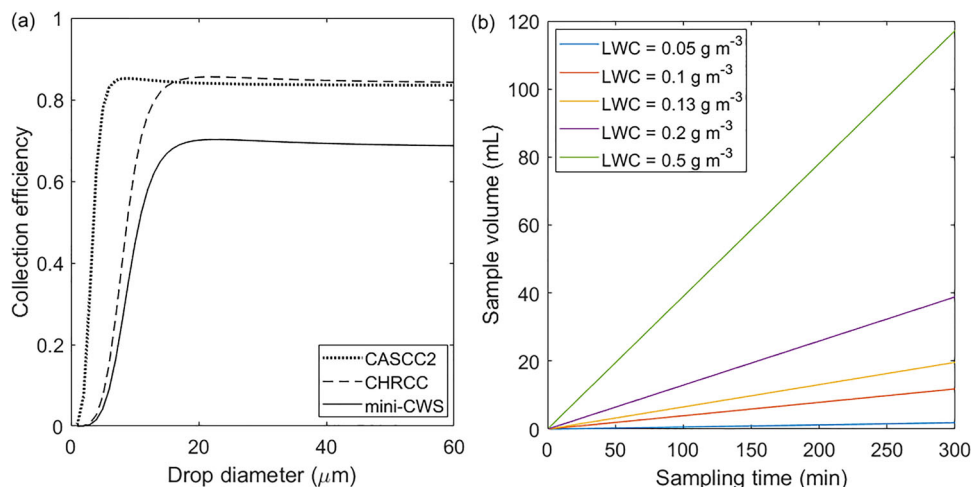 (a)
1
0.8
0.6
0.4
0.2
0
Collection efficiency
0 20 40 60
Drop diameter (μm)
CASCC2
CHRCC
mini-CWS
(b)
120
100
80
60
40
20
0
Sample volume (mL)
0 50 100 150 200 250 300
Sampling time (min)
LWC = 0.05 g m⁻³
LWC = 0.1 g m⁻³
LWC = 0.13 g m⁻³
LWC = 0.2 g m⁻³
LWC = 0.5 g m⁻³